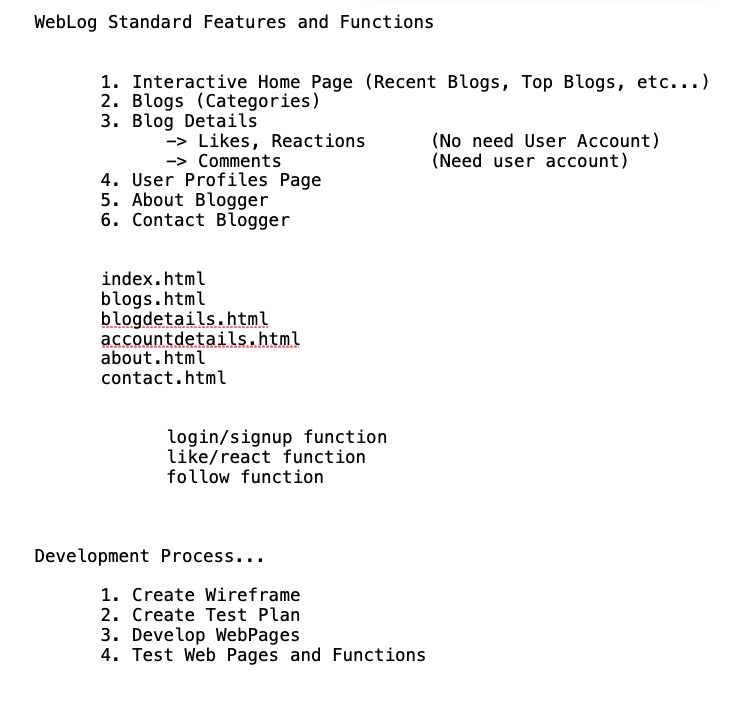 WebLog Standard Features and Functions
1. Interactive Home Page (Recent Blogs, Top Blogs, etc...)
2. Blogs (Categories)
3. Blog Details
-> Likes, Reactions (No need User Account)
-> Comments (Need user account)
4. User Profiles Page
5. About Blogger
6. Contact Blogger
index.html
blogs.html
blogdetails.html
accountdetails.html
about.html
contact.html
login/signup function
like/react function
follow function
Development Process...
1. Create Wireframe
2. Create Test Plan
3. Develop WebPages
4. Test Web Pages and Functions